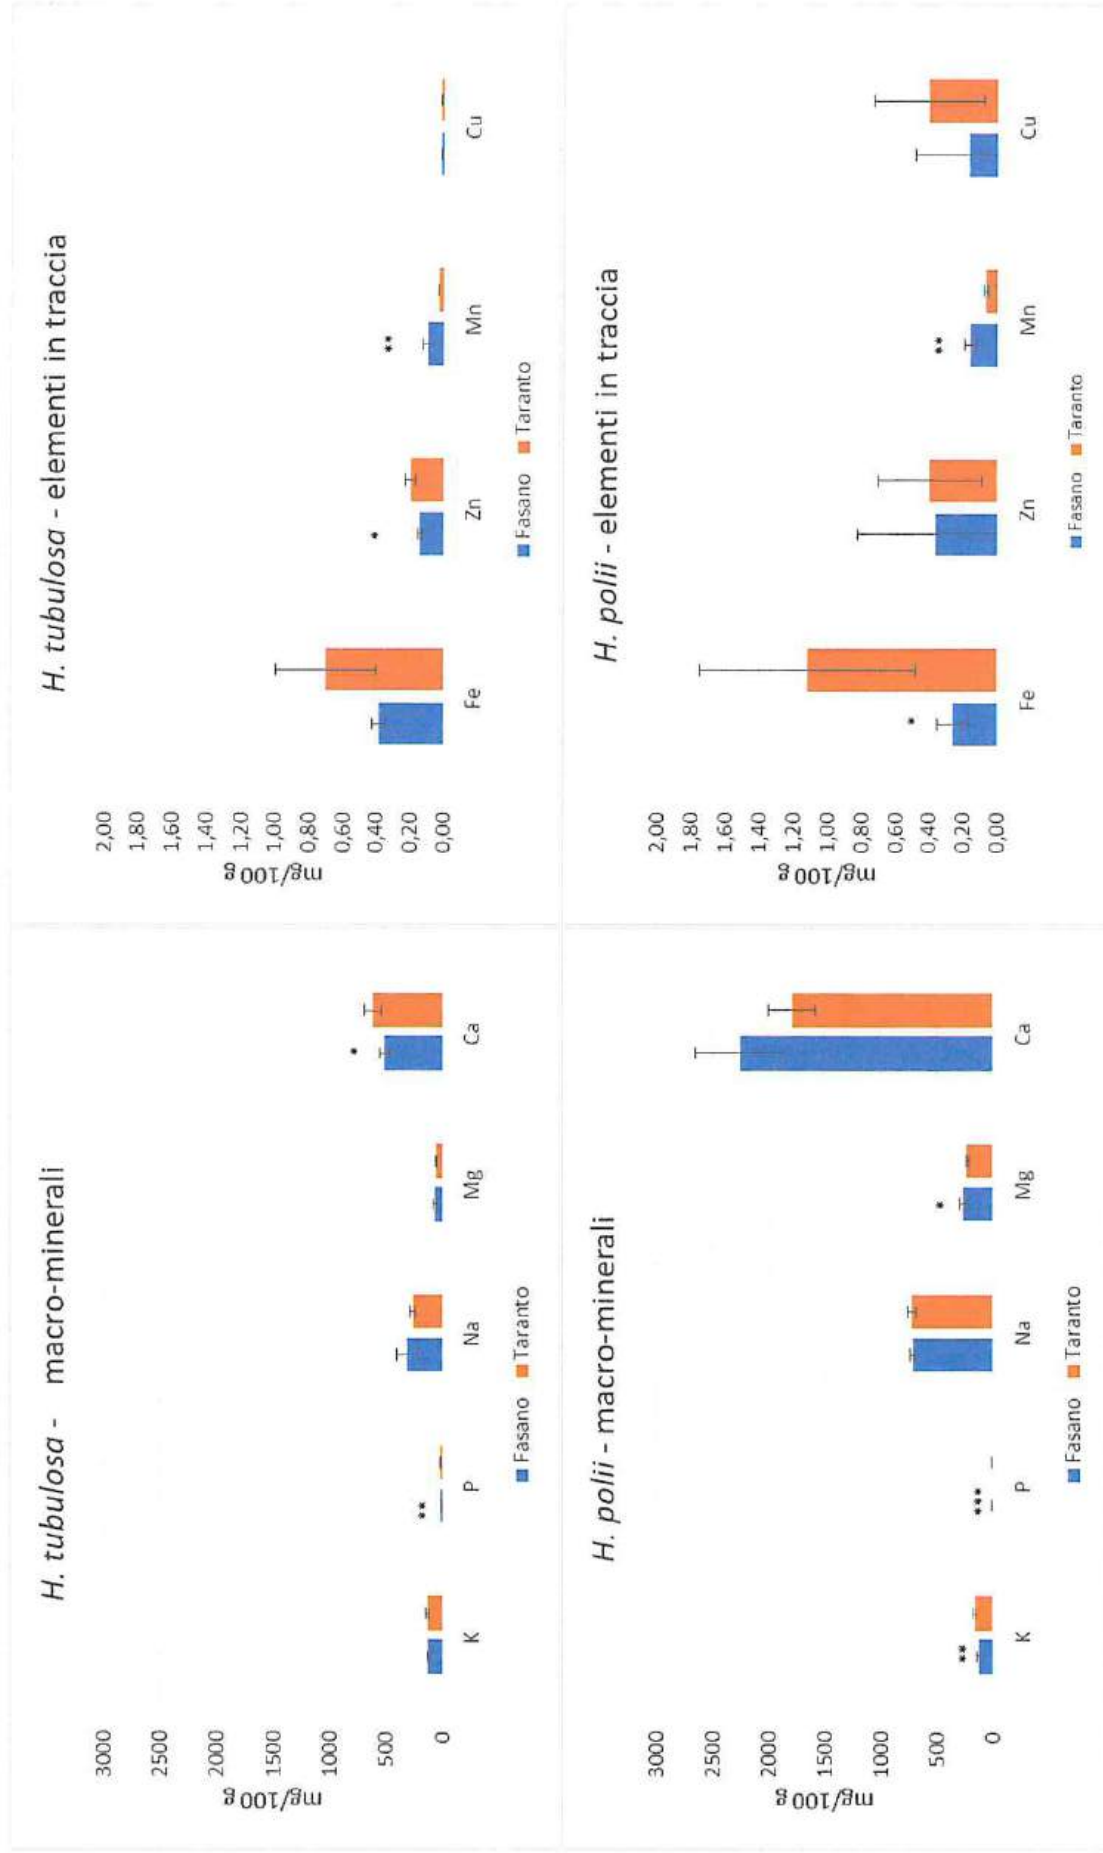 H. tubulosa - macro-minerali
mg/100 g
3000
2500
2000
1500
1000
500
0
**
*
K P Na Mg Ca
Fasano Taranto
H. tubulosa - elementi in traccia
mg/100 g
2,00
1,80
1,60
1,40
1,20
1,00
0,80
0,60
0,40
0,20
0,00
*
**
Fe Zn Mn Cu
Fasano Taranto
H. polii - macro-minerali
mg/100 g
3000
2500
2000
1500
1000
500
0
**
***
*
K P Na Mg Ca
Fasano Taranto
H. polii - elementi in traccia
mg/100 g
2,00
1,80
1,60
1,40
1,20
1,00
0,80
0,60
0,40
0,20
0,00
*
**
Fe Zn Mn Cu
Fasano Taranto